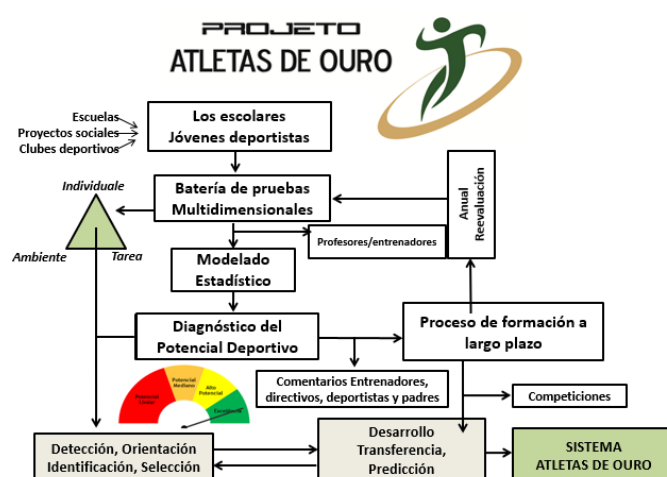 PROJETO
ATLETAS DE OURO
Escuelas
Proyectos sociales
Clubes deportivos
Los escolares
Jóvenes deportistas
Individuale
Ambiente
Tarea
Batería de pruebas
Multidimensionales
Anual
Reevaluación
Profesores/entrenadores
Modelado
Estadístico
Diagnóstico del
Potencial Deportivo
Proceso de formación a
largo plazo
Comentarios Entrenadores,
directivos, deportistas y padres
Competiciones
Potencial
Potencial
Mediano
Alto
Potencial
Excelência
Detección, Orientación
Identificación, Selección
Desarrollo
Transferencia,
Predicción
SISTEMA
ATLETAS DE OURO